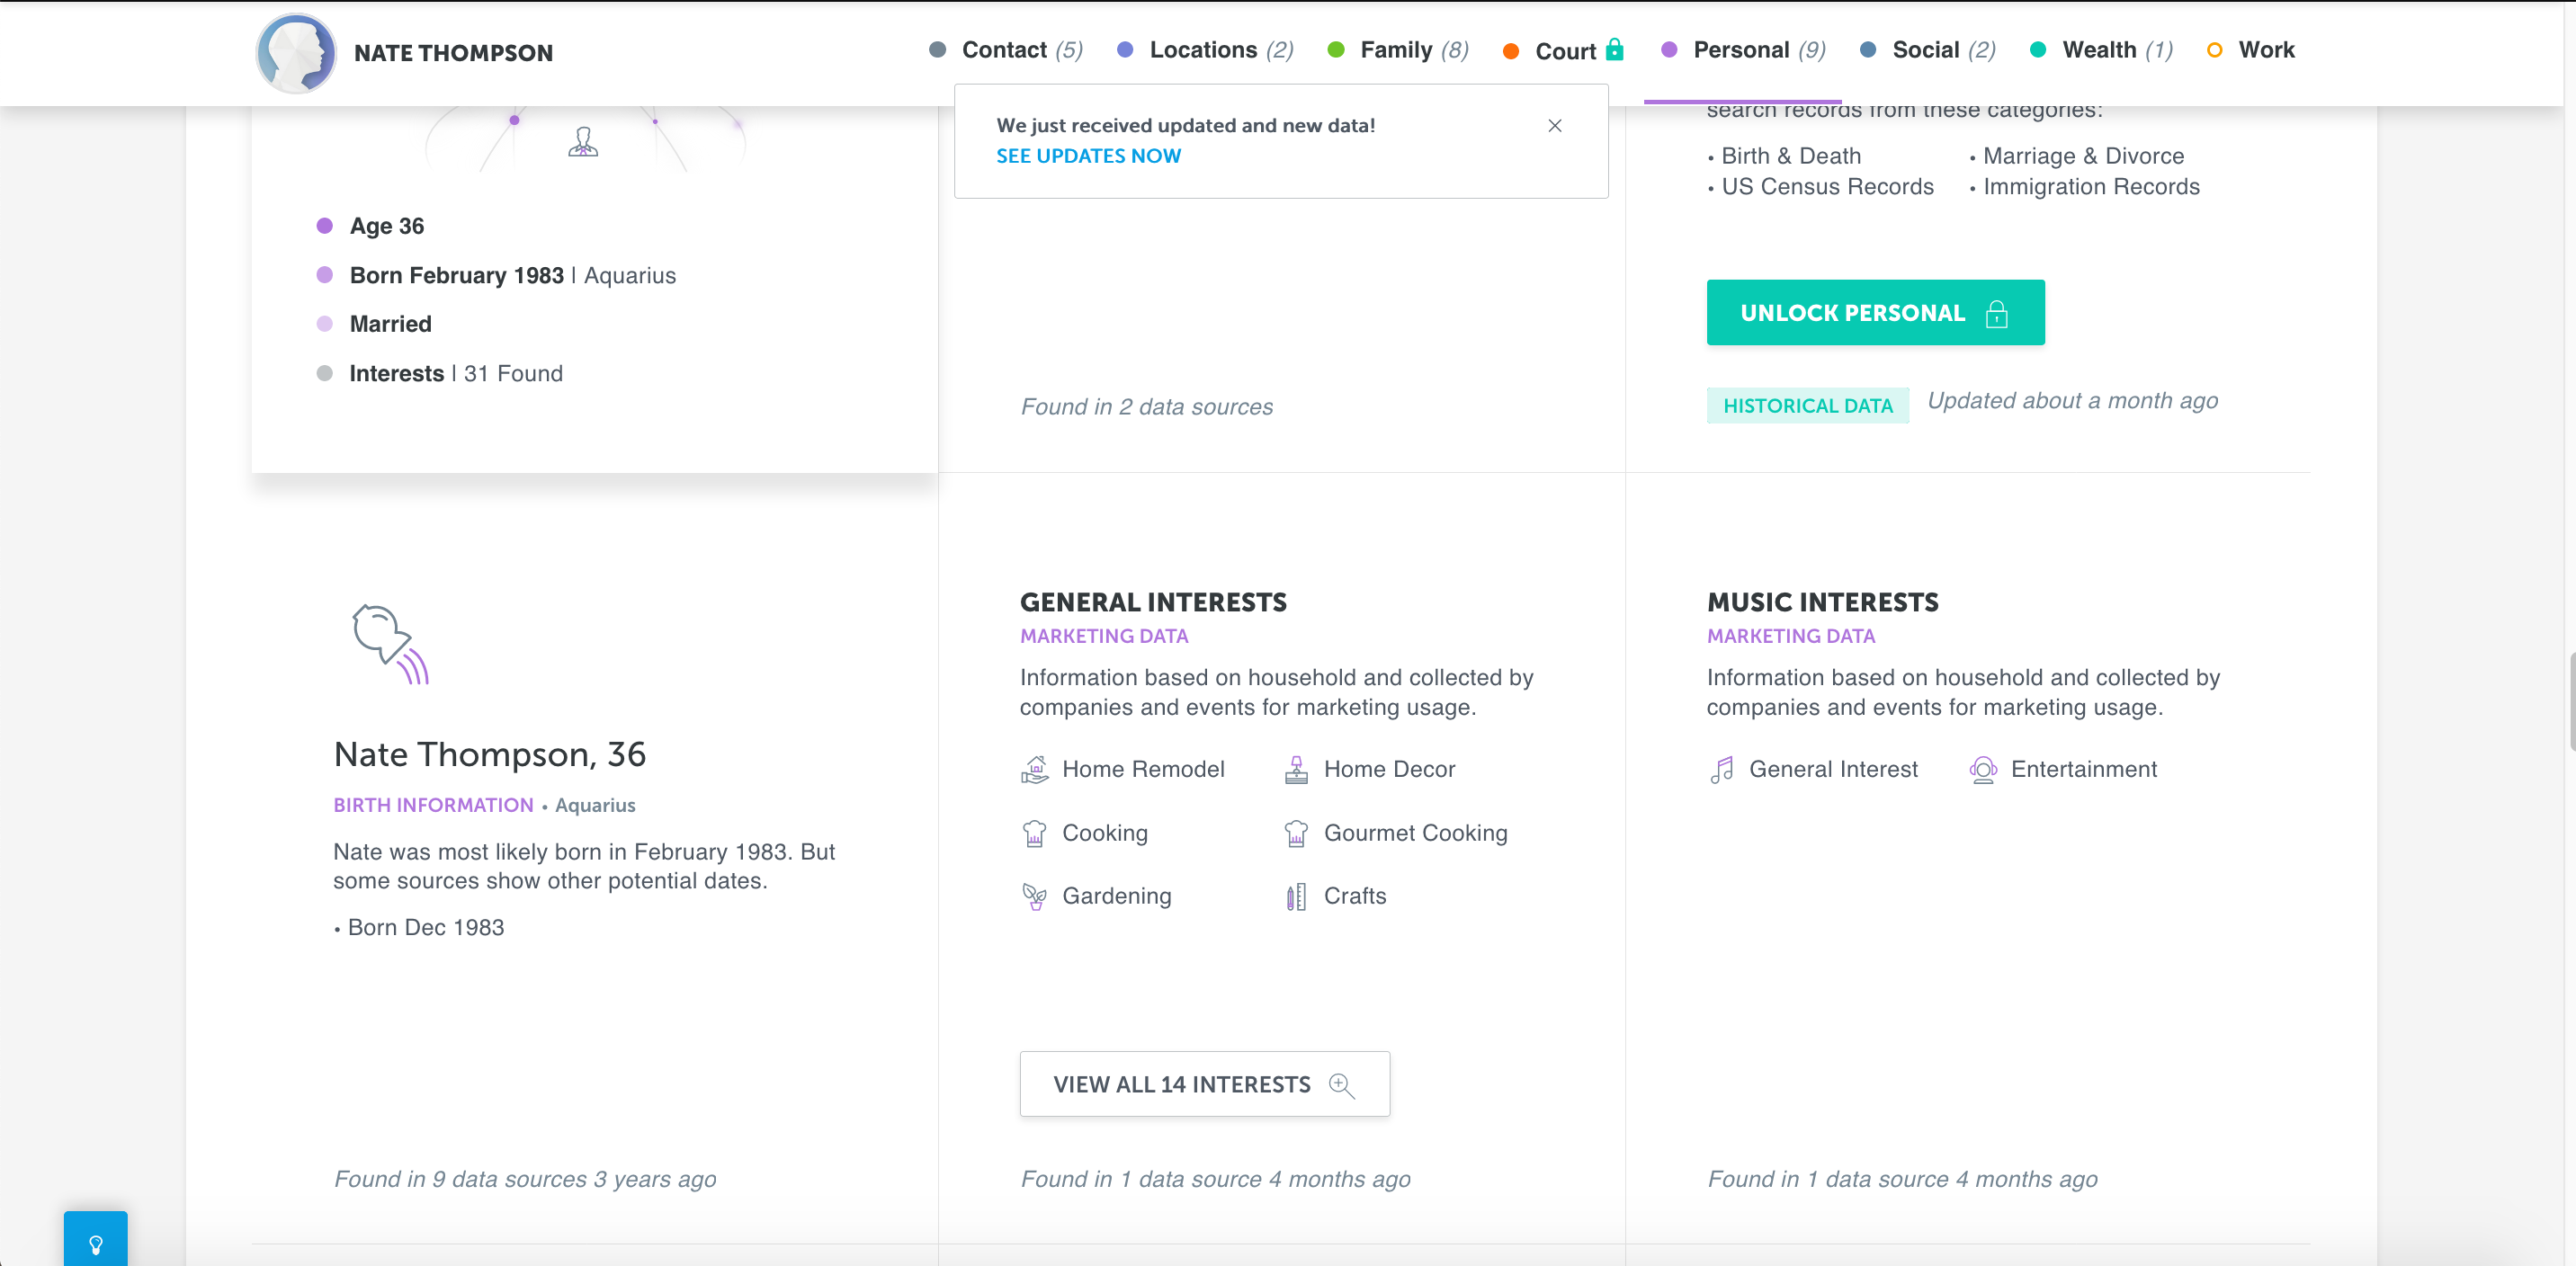 NATE THOMPSON
Contact (5) Locations (2) Family (8) Court Personal (9) Social (2) Wealth (1) Work
We just received updated and new data!
SEE UPDATES NOW
Age 36
Born February 1983 | Aquarius
Married
Interests | 31 Found
Found in 2 data sources
search records from these categories:
• Birth & Death • Marriage & Divorce
• US Census Records • Immigration Records
UNLOCK PERSONAL
HISTORICAL DATA Updated about a month ago
Nate Thompson, 36
BIRTH INFORMATION • Aquarius
Nate was most likely born in February 1983. But
some sources show other potential dates.
• Born Dec 1983
Found in 9 data sources 3 years ago
GENERAL INTERESTS
MARKETING DATA
Information based on household and collected by
companies and events for marketing usage.
Home Remodel Home Decor
Cooking Gourmet Cooking
Gardening Crafts
VIEW ALL 14 INTERESTS
Found in 1 data source 4 months ago
MUSIC INTERESTS
MARKETING DATA
Information based on household and collected by
companies and events for marketing usage.
General Interest Entertainment
Found in 1 data source 4 months ago